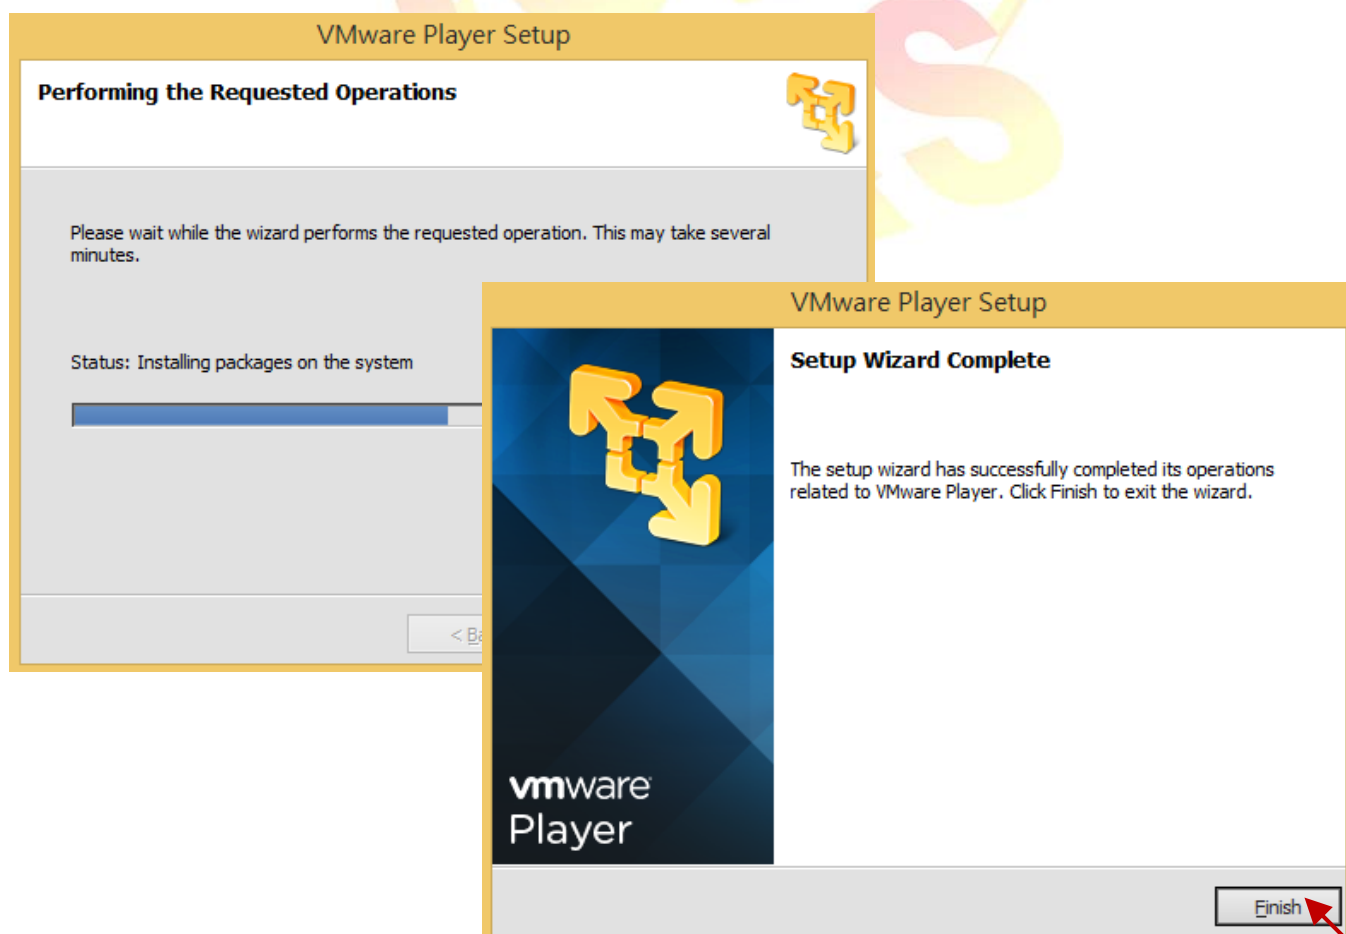 VMware Player Setup
Performing the Requested Operations
Please wait while the wizard performs the requested operation. This may take several
minutes.
Status: Installing packages on the system
VMware Player Setup
Setup Wizard Complete
The setup wizard has successfully completed its operations
related to VMware Player. Click Finish to exit the wizard.
vmware
Player
Finish